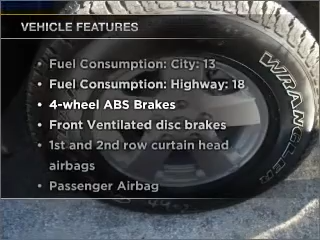 VEHICLE FEATURES
• Fuel Consumption: City: 13
• Fuel Consumption: Highway: 18
• 4-wheel ABS Brakes
• Front Ventilated disc brakes
• 1st and 2nd row curtain head
airbags
• Passenger Airbag
WRANGLER